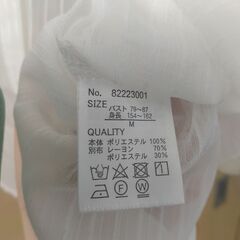 No. 82223001
SIZE
バスト 79~87
身長 154~162
M
QUALITY
本体 ポリエステル 100%
別布 レーヨン 70%
ポリエステル 30%